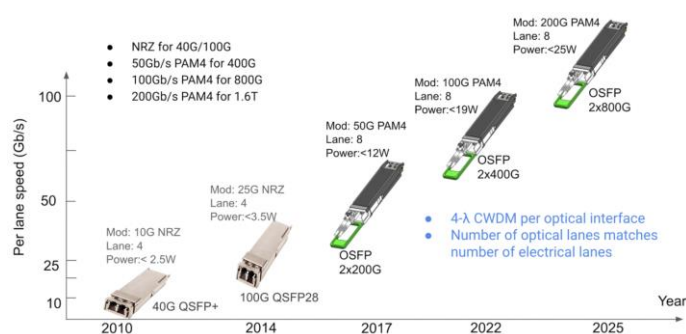 ● NRZ for 40G/100G
● 50Gb/s PAM4 for 400G
● 100Gb/s PAM4 for 800G
● 200Gb/s PAM4 for 1.6T
Mod: 200G PAM4
Lane: 8
Power:<25W
OSFP
2x800G
Mod: 100G PAM4
Lane: 8
Power:<19W
OSFP
2x400G
Mod: 50G PAM4
Lane: 8
Power:<12W
OSFP
2x200G
Mod: 25G NRZ
Lane: 4
Power:<3.5W
100G QSFP28
Mod: 10G NRZ
Lane: 4
Power:< 2.5W
40G QSFP+
● 4-λ CWDM per optical interface
● Number of optical lanes matches
number of electrical lanes
Per lane speed (Gb/s)
100
50
25
10
Year
2010
2014
2017
2022
2025